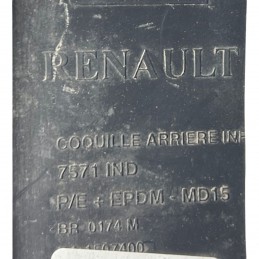 RENAULT
COQUILLE ARRIERE INF
7571 IND
P/E + EPDM - MD15
BR 0174 M